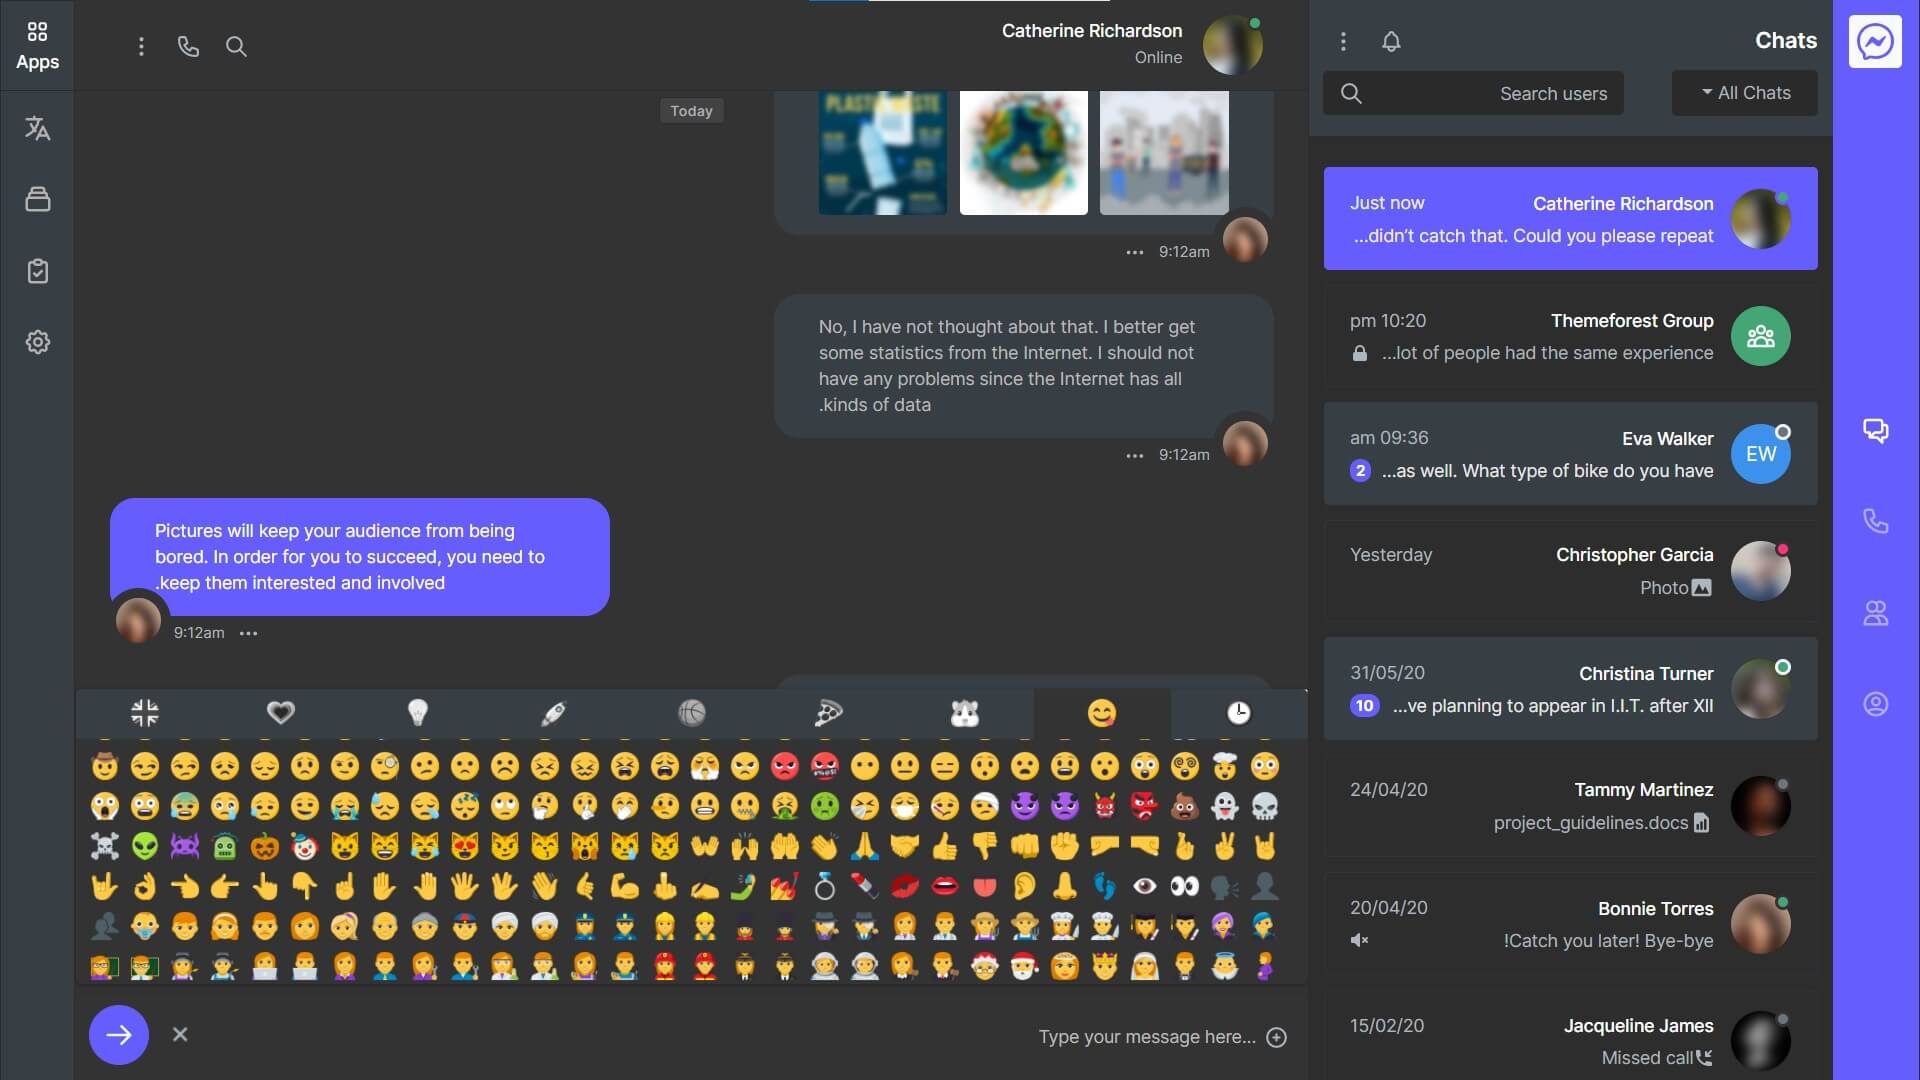 Apps
Catherine Richardson
Online
Today
PLASTIC WASTE
9:12am
No, I have not thought about that. I better get
some statistics from the Internet. I should not
have any problems since the Internet has all
.kinds of data
9:12am
Pictures will keep your audience from being
bored. In order for you to succeed, you need to
.keep them interested and involved
9:12am
Type your message here...
Chats
Search users
All Chats
Just now
Catherine Richardson
...didn't catch that. Could you please repeat
pm 10:20
Themeforest Group
...lot of people had the same experience
am 09:36
Eva Walker
EW
2
...as well. What type of bike do you have
Yesterday
Christopher Garcia
Photo
31/05/20
Christina Turner
10
...ve planning to appear in I.I.T. after XII
24/04/20
Tammy Martinez
project_guidelines.docs
20/04/20
Bonnie Torres
!Catch you later! Bye-bye
15/02/20
Jacqueline James
Missed call